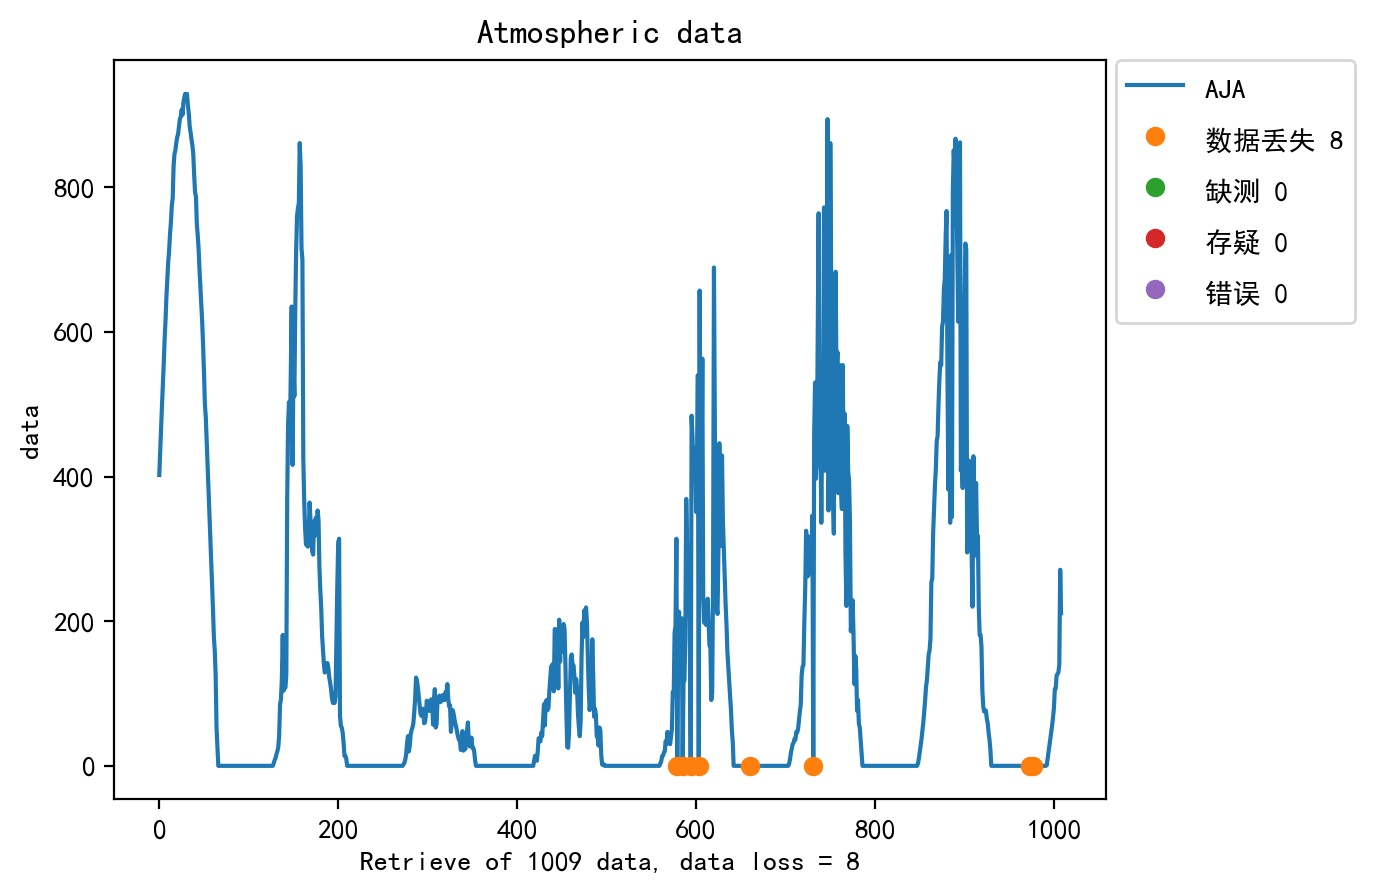 Atmospheric data
AJA
数据丢失 8
缺测 0
存疑 0
错误 0
data
800
600
400
200
0
0 200 400 600 800 1000
Retrieve of 1009 data, data loss = 8